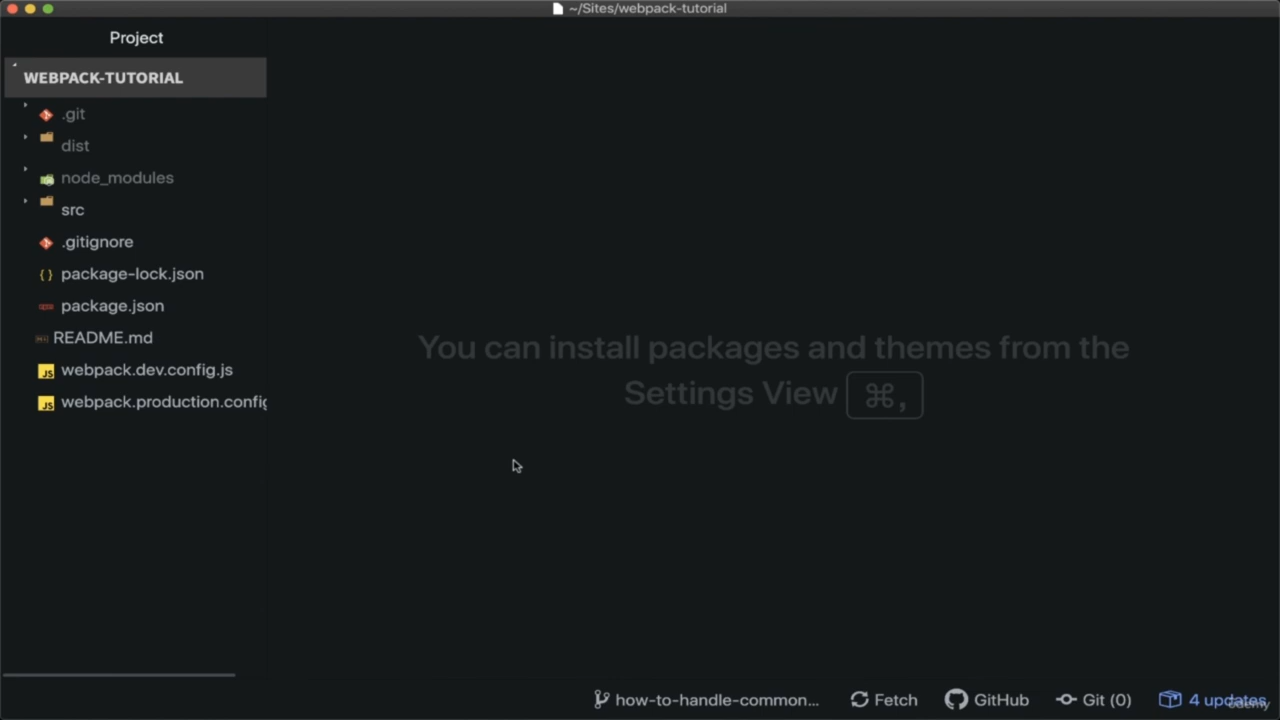 ~/Sites/webpack-tutorial
Project
WEBPACK-TUTORIAL
.git
dist
node_modules
src
.gitignore
package-lock.json
package.json
README.md
webpack.dev.config.js
webpack.production.config
You can install packages and themes from the
Settings View ⌘,
how-to-handle-common... Fetch GitHub Git (0) 4 updates
udemy